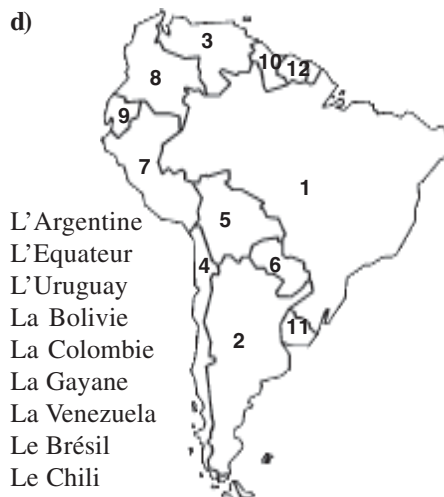 d)
3
10
12
8
9
7
1
5
L'Argentine
L'Equateur
4
6
L'Uruguay
La Bolivie
11
2
La Colombie
La Gayane
La Venezuela
Le Brésil
Le Chili